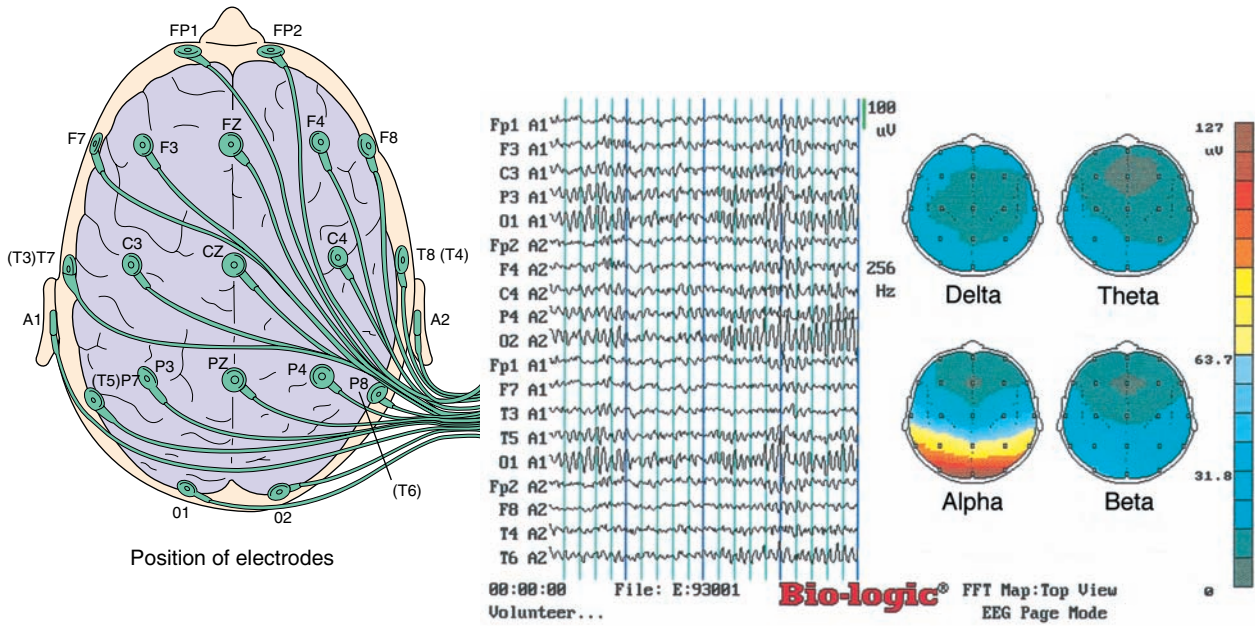 FP1
FP2
F7
F3
FZ
F4
F8
(T3)T7
C3
CZ
C4
T8 (T4)
A1
A2
(T5)P7
P3
PZ
P4
P8
(T6)
01
02
Position of electrodes
Fp1 A1
F3 A1
C3 A1
P3 A1
O1 A1
Fp2 A2
F4 A2
C4 A2
P4 A2
O2 A2
Fp1 A1
F7 A1
T3 A1
T5 A1
O1 A1
Fp2 A2
F8 A2
T4 A2
T6 A2
100
uV
256
Hz
00:00:00 File: E:93001
Volunteer...
Bio-logic®
FFT Map:Top View
EEG Page Mode
Delta
Theta
Alpha
Beta
127
uV
63.7
31.8
0